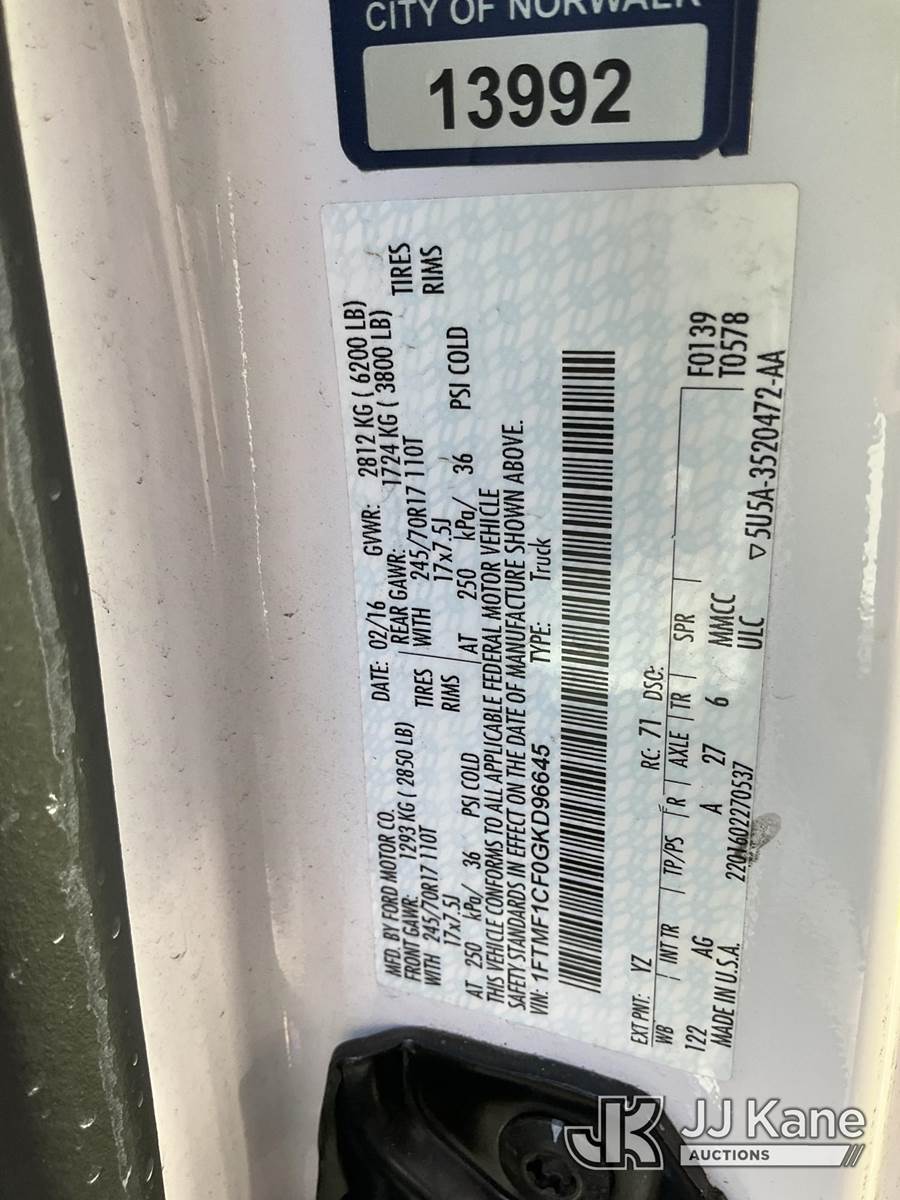 CITY OF NORWALK
13992
MFD. BY FORD MOTOR CO.
DATE: 02/16 GVWR: 2812 KG ( 6200 LB)
FRONT GAWR: 1293 KG ( 2850 LB)
REAR GAWR: 1724 KG ( 3800 LB)
WITH 245/70R17 110T TIRES WITH 245/70R17 110T TIRES
17x7.5J RIMS 17x7.5J RIMS
AT 250 kPa/ 36 PSI COLD AT 250 kPa/ 36 PSI COLD
THIS VEHICLE CONFORMS TO ALL APPLICABLE FEDERAL MOTOR VEHICLE
SAFETY STANDARDS IN EFFECT ON THE DATE OF MANUFACTURE SHOWN ABOVE.
VIN: 1FTMF1CF0GKD96645 TYPE: Truck
EXT PNT: YZ RC: 71 DSO:
WB INT TR TP/PS R AXLE TR SPR F0139
122 AG A 27 6 MMCC T0578
MADE IN U.S.A. 2201602270537 ULC ▽5U5A-3520472-AA
JK JJ Kane
AUCTIONS